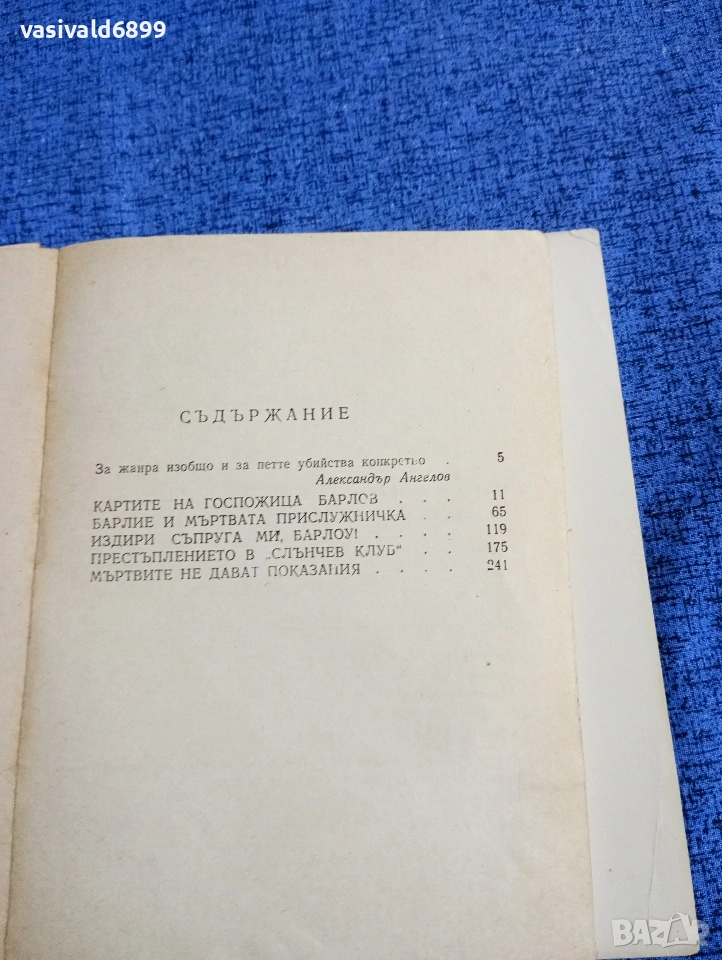 vasivald6899
СЪДЪРЖАНИЕ
За жанра изобщо и за петте убийства конкретно . 5
Александър Ангелов
КАРТИТЕ НА ГОСПОЖИЦА БАРЛОВ . . . 11
БАРЛИЕ И МЪРТВАТА ПРИСЛУЖНИЧКА . . 65
ИЗДИРИ СЪПРУГА МИ, БАРЛОУ! . . . . 119
ПРЕСТЪПЛЕНИЕТО В „СЛЪНЧЕВ КЛУБ“ . . 175
МЪРТВИТЕ НЕ ДАВАТ ПОКАЗАНИЯ . . . . 241
BAZAR